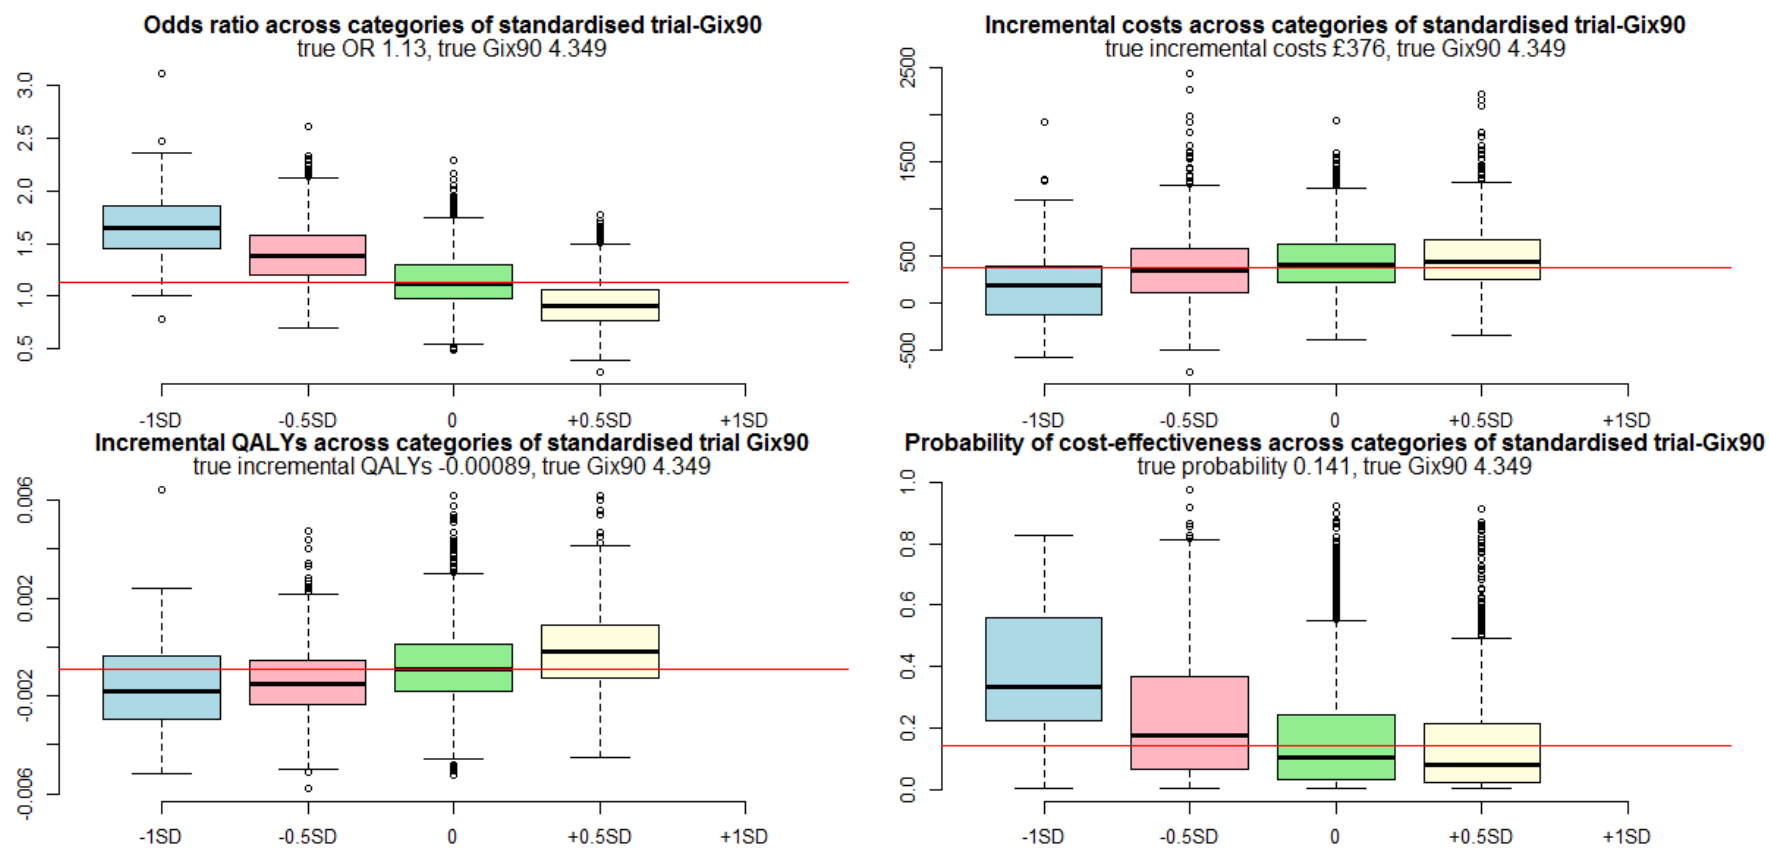 Odds ratio across categories of standardised trial-Gix90
true OR 1.13, true Gix90 4.349
3.0
2.5
2.0
1.5
1.0
0.5
-1SD -0.5SD 0 +0.5SD +1SD
Incremental costs across categories of standardised trial-Gix90
true incremental costs £376, true Gix90 4.349
2500
1500
500
0
-500
-1SD -0.5SD 0 +0.5SD +1SD
Incremental QALYs across categories of standardised trial Gix90
true incremental QALYs -0.00089, true Gix90 4.349
0.006
0.002
-0.002
-0.006
-1SD -0.5SD 0 +0.5SD +1SD
Probability of cost-effectiveness across categories of standardised trial-Gix90
true probability 0.141, true Gix90 4.349
1.0
0.8
0.6
0.4
0.2
0.0
-1SD -0.5SD 0 +0.5SD +1SD